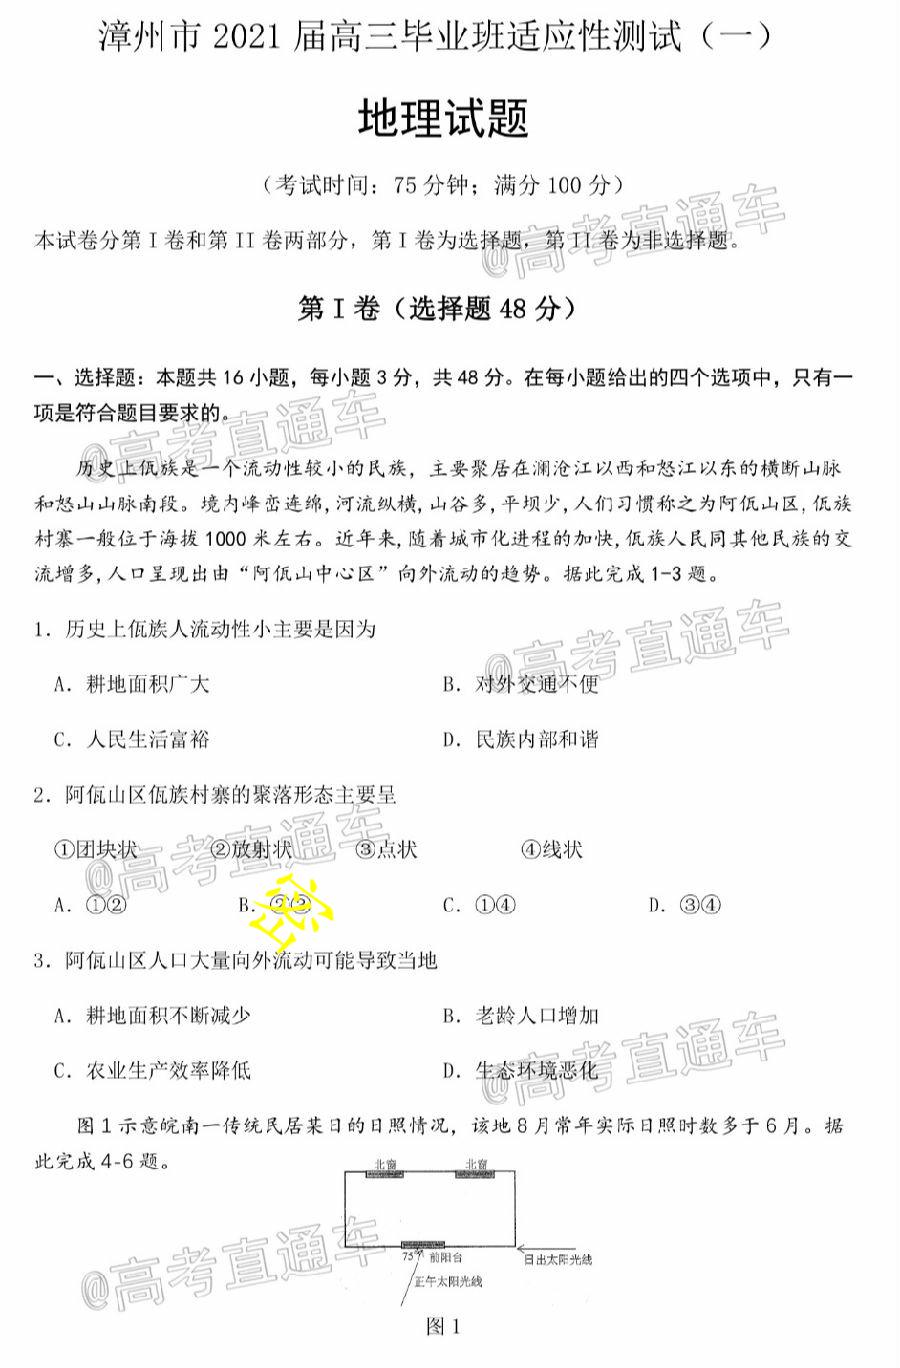 漳州市 2021 届高三毕业班适应性测试（一）
地理试题
（考试时间：75 分钟；满分 100 分）
本试卷分第 I 卷和第 II 卷两部分，第 I 卷为选择题，第 II 卷为非选择题。
@高考直通车
第 I 卷（选择题 48 分）
一、选择题：本题共 16 小题，每小题 3 分，共 48 分。在每小题给出的四个选项中，只有一
项是符合题目要求的。
@高考直通车
历史上佤族是一个流动性较小的民族，主要聚居在澜沧江以西和怒江以东的横断山脉
和怒山山脉南段。境内峰峦连绵,河流纵横,山谷多,平坝少,人们习惯称之为阿佤山区,佤族
村寨一般位于海拔 1000 米左右。近年来,随着城市化进程的加快,佤族人民同其他民族的交
流增多,人口呈现出由“阿佤山中心区”向外流动的趋势。据此完成 1-3 题。
1．历史上佤族人流动性小主要是因为
@高考直通车
A．耕地面积广大 B．对外交通不便
C．人民生活富裕 D．民族内部和谐
2．阿佤山区佤族村寨的聚落形态主要呈
①团块状 ②放射状 ③点状 ④线状
@高考直通车
A．①② B．②③ C．①④ D．③④
密
3．阿佤山区人口大量向外流动可能导致当地
A．耕地面积不断减少 B．老龄人口增加
@高考直通车
C．农业生产效率降低 D．生态环境恶化
图 1 示意皖南一传统民居某日的日照情况，该地 8 月常年实际日照时数多于 6 月。据
此完成 4-6 题。
北窗 北窗
75° 前阳台 日出太阳光线
@高考直通车
正午太阳光线
图 1